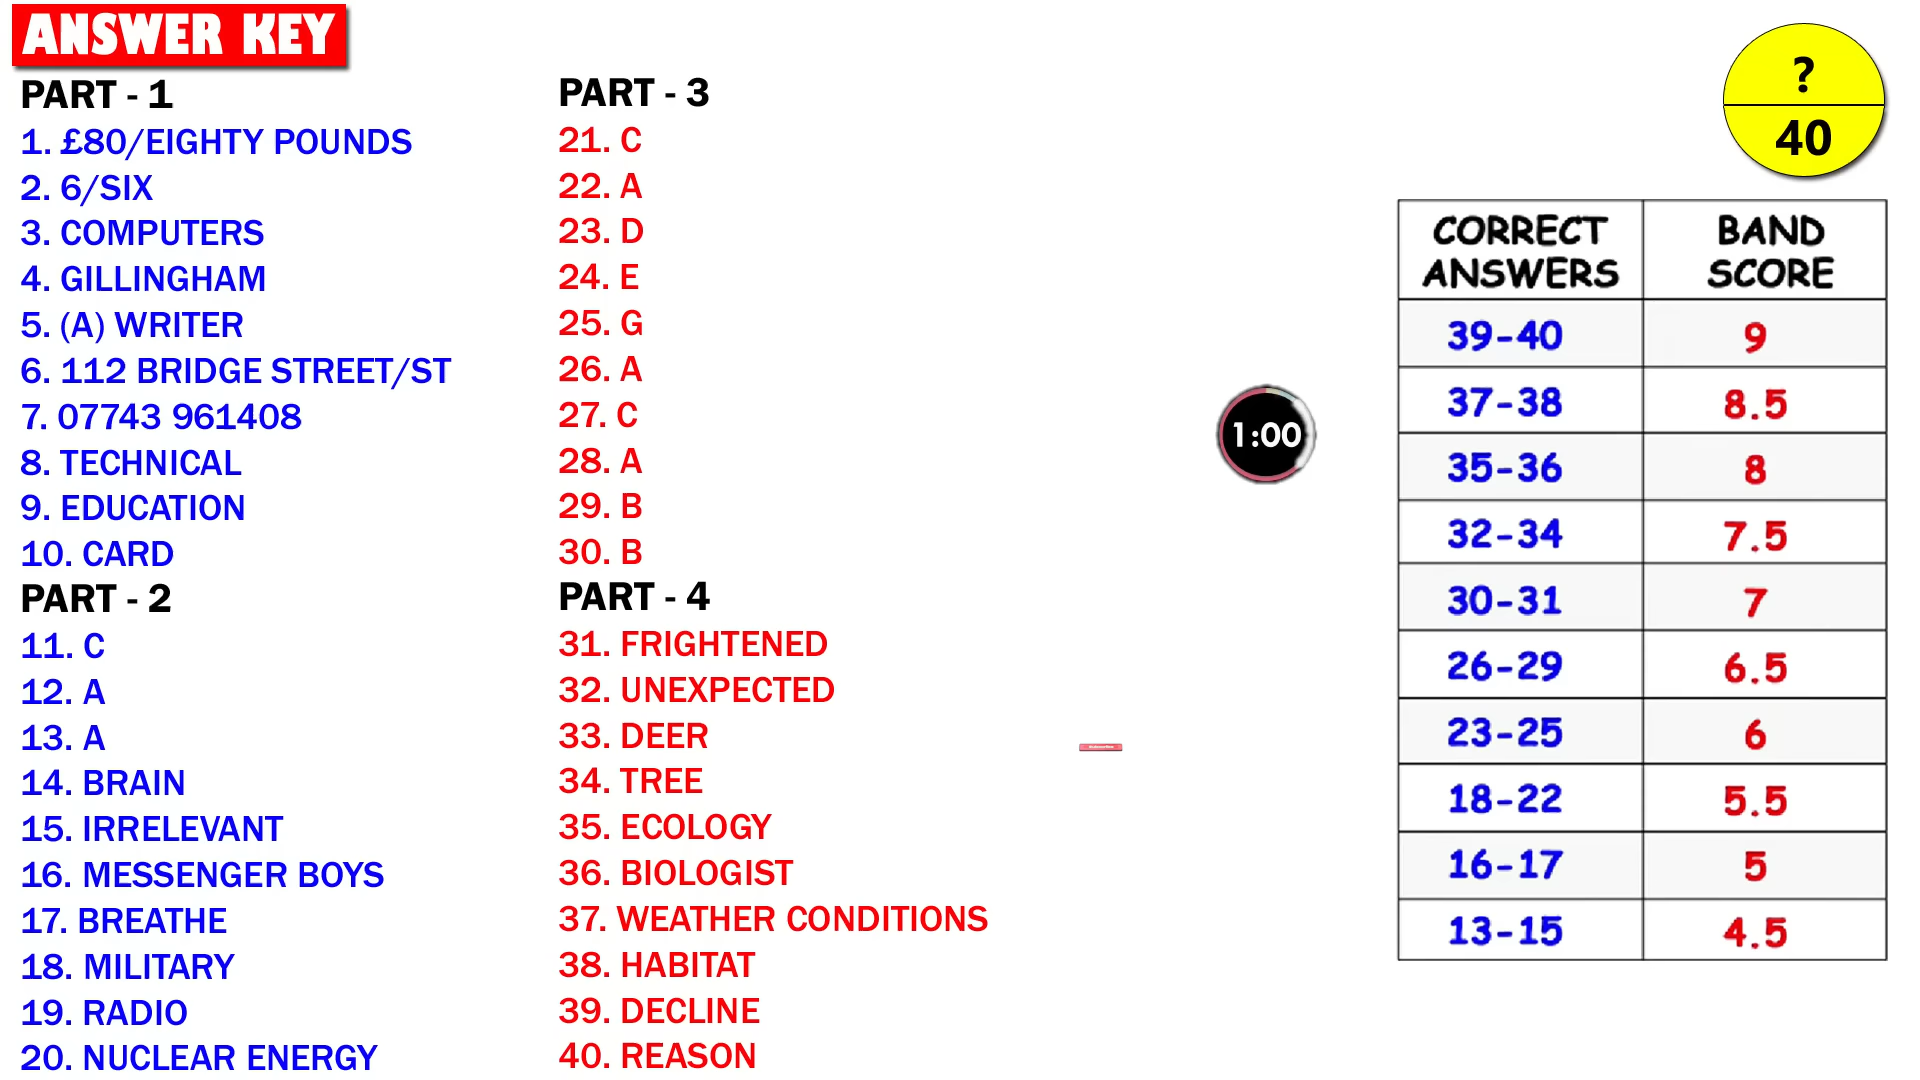 ANSWER KEY
PART - 1
1. £80/EIGHTY POUNDS
2. 6/SIX
3. COMPUTERS
4. GILLINGHAM
5. (A) WRITER
6. 112 BRIDGE STREET/ST
7. 07743 961408
8. TECHNICAL
9. EDUCATION
10. CARD
PART - 2
11. C
12. A
13. A
14. BRAIN
15. IRRELEVANT
16. MESSENGER BOYS
17. BREATHE
18. MILITARY
19. RADIO
20. NUCLEAR ENERGY
PART - 3
21. C
22. A
23. D
24. E
25. G
26. A
27. C
28. A
29. B
30. B
PART - 4
31. FRIGHTENED
32. UNEXPECTED
33. DEER
34. TREE
35. ECOLOGY
36. BIOLOGIST
37. WEATHER CONDITIONS
38. HABITAT
39. DECLINE
40. REASON
1:00
?
40
CORRECT ANSWERS BAND SCORE
39-40 9
37-38 8.5
35-36 8
32-34 7.5
30-31 7
26-29 6.5
23-25 6
18-22 5.5
16-17 5
13-15 4.5